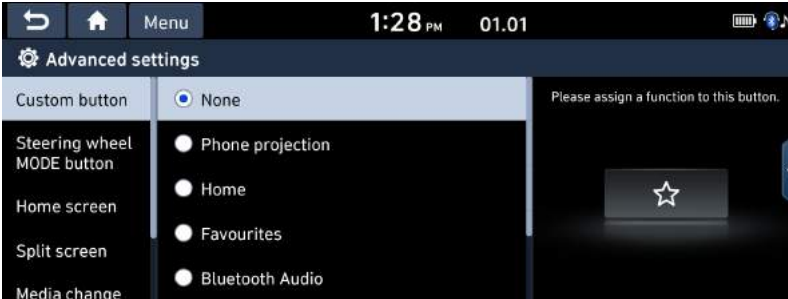 Menu
1:28 PM
01.01
Advanced settings
Custom button
None
Please assign a function to this button.
Steering wheel
MODE button
Phone projection
Home screen
Home
Split screen
Favourites
Media change
Bluetooth Audio